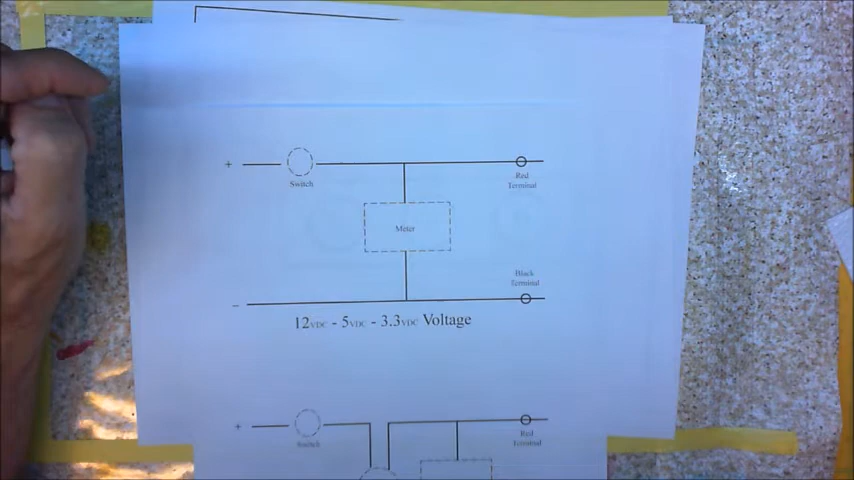 +
Switch
Red
Terminal
Meter
Black
Terminal
-
12VDC - 5VDC - 3.3VDC Voltage
+
Switch
Red
Terminal